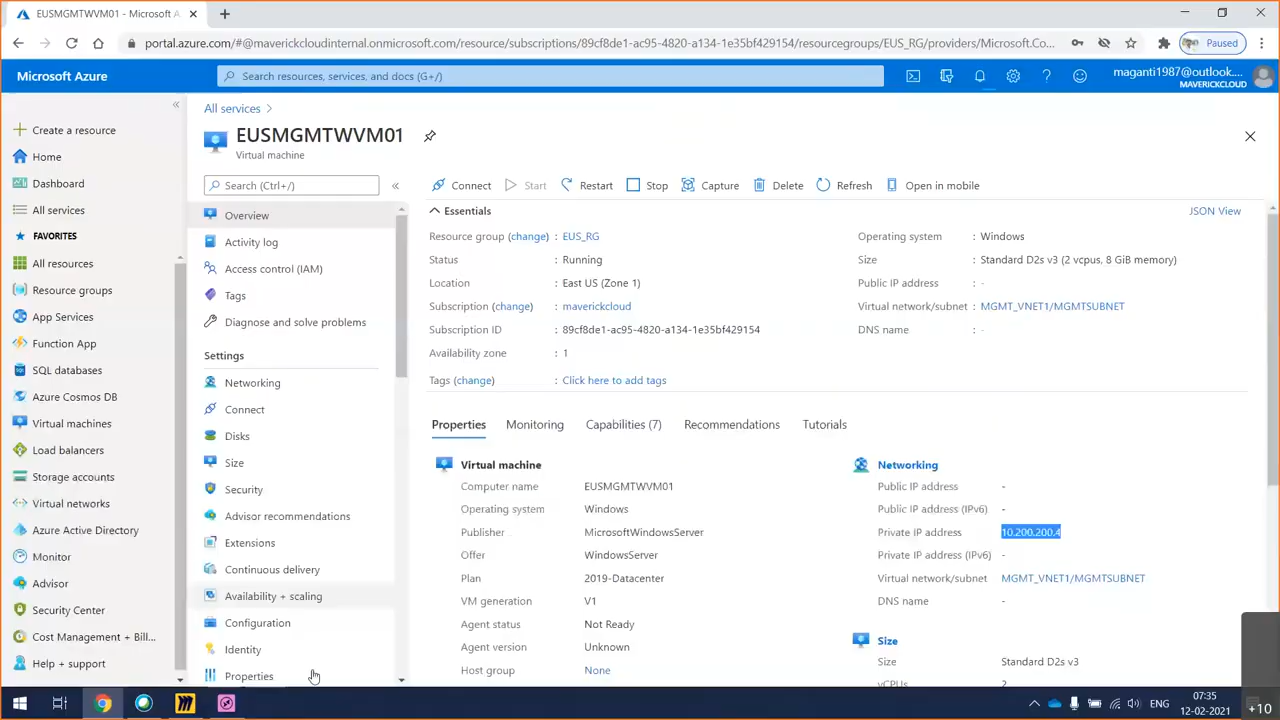 EUSMGMTWVM01 - Microsoft A
portal.azure.com/#@maverickcloudinternal.onmicrosoft.com/resource/subscriptions/89cf8de1-ac95-4820-a134-1e35bf429154/resourcegroups/EUS_RG/providers/Microsoft.Co...
Paused
Microsoft Azure
Search resources, services, and docs (G+/)
maganti1987@outlook....
MAVERICKCLOUD
Create a resource
Home
Dashboard
All services
FAVORITES
All resources
Resource groups
App Services
Function App
SQL databases
Azure Cosmos DB
Virtual machines
Load balancers
Storage accounts
Virtual networks
Azure Active Directory
Monitor
Advisor
Security Center
Cost Management + Bill...
Help + support
All services >
EUSMGMTWVM01
Virtual machine
Search (Ctrl+/)
Overview
Activity log
Access control (IAM)
Tags
Diagnose and solve problems
Settings
Networking
Connect
Disks
Size
Security
Advisor recommendations
Extensions
Continuous delivery
Availability + scaling
Configuration
Identity
Properties
Connect Start Restart Stop Capture Delete Refresh Open in mobile
Essentials
JSON View
Resource group (change) : EUS_RG
Status : Running
Location : East US (Zone 1)
Subscription (change) : maverickcloud
Subscription ID : 89cf8de1-ac95-4820-a134-1e35bf429154
Availability zone : 1
Tags (change) : Click here to add tags
Operating system : Windows
Size : Standard D2s v3 (2 vcpus, 8 GiB memory)
Public IP address : -
Virtual network/subnet : MGMT_VNET1/MGMTSUBNET
DNS name : -
Properties Monitoring Capabilities (7) Recommendations Tutorials
Virtual machine
Computer name EUSMGMTWVM01
Operating system Windows
Publisher MicrosoftWindowsServer
Offer WindowsServer
Plan 2019-Datacenter
VM generation V1
Agent status Not Ready
Agent version Unknown
Host group None
Networking
Public IP address -
Public IP address (IPv6) -
Private IP address 10.200.200.4
Private IP address (IPv6) -
Virtual network/subnet MGMT_VNET1/MGMTSUBNET
DNS name -
Size
Size Standard D2s v3
vCPUs 2
ENG
07:35
12-02-2021
+10